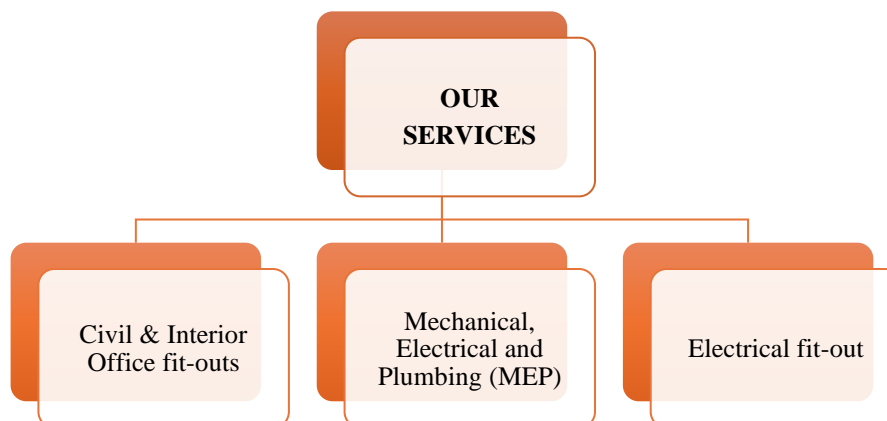 OUR
SERVICES
Civil & Interior
Office fit-outs
Mechanical,
Electrical and
Plumbing (MEP)
Electrical fit-out